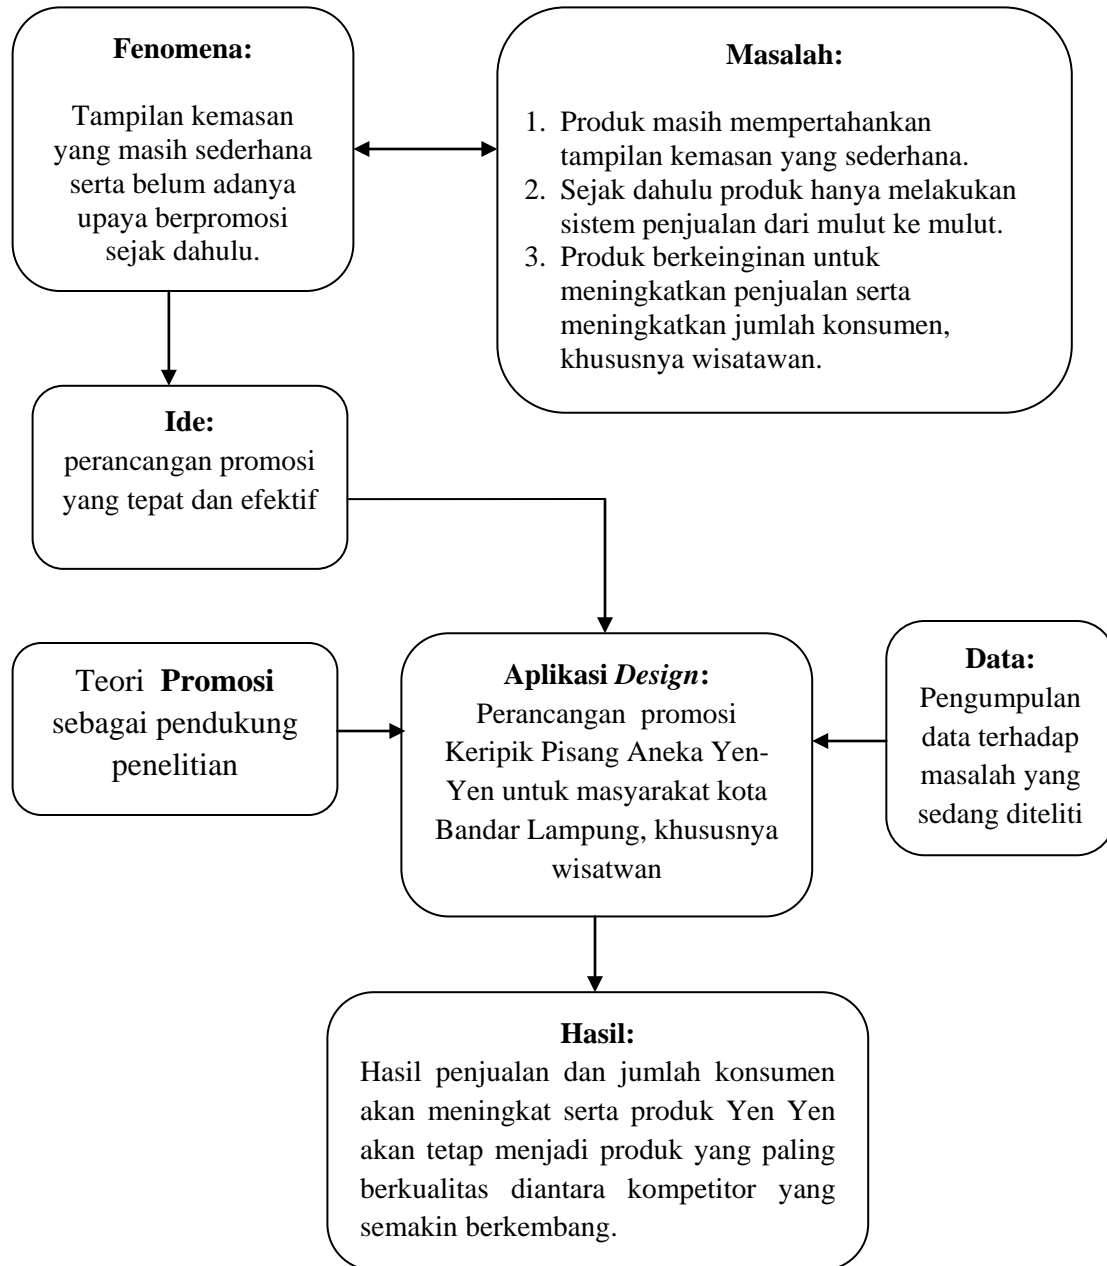 Fenomena:
Tampilan kemasan
yang masih sederhana
serta belum adanya
upaya berpromosi
sejak dahulu.
Masalah:
1. Produk masih mempertahankan
tampilan kemasan yang sederhana.
2. Sejak dahulu produk hanya melakukan
sistem penjualan dari mulut ke mulut.
3. Produk berkeinginan untuk
meningkatkan penjualan serta
meningkatkan jumlah konsumen,
khususnya wisatawan.
Ide:
perancangan promosi
yang tepat dan efektif
Teori Promosi
sebagai pendukung
penelitian
Aplikasi Design:
Perancangan promosi
Keripik Pisang Aneka Yen-
Yen untuk masyarakat kota
Bandar Lampung, khususnya
wisatwan
Data:
Pengumpulan
data terhadap
masalah yang
sedang diteliti
Hasil:
Hasil penjualan dan jumlah konsumen
akan meningkat serta produk Yen Yen
akan tetap menjadi produk yang paling
berkualitas diantara kompetitor yang
semakin berkembang.